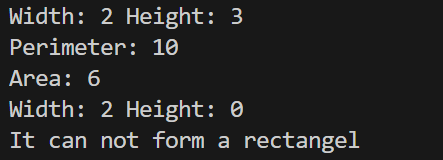 Width: 2 Height: 3
Perimeter: 10
Area: 6
Width: 2 Height: 0
It can not form a rectangel